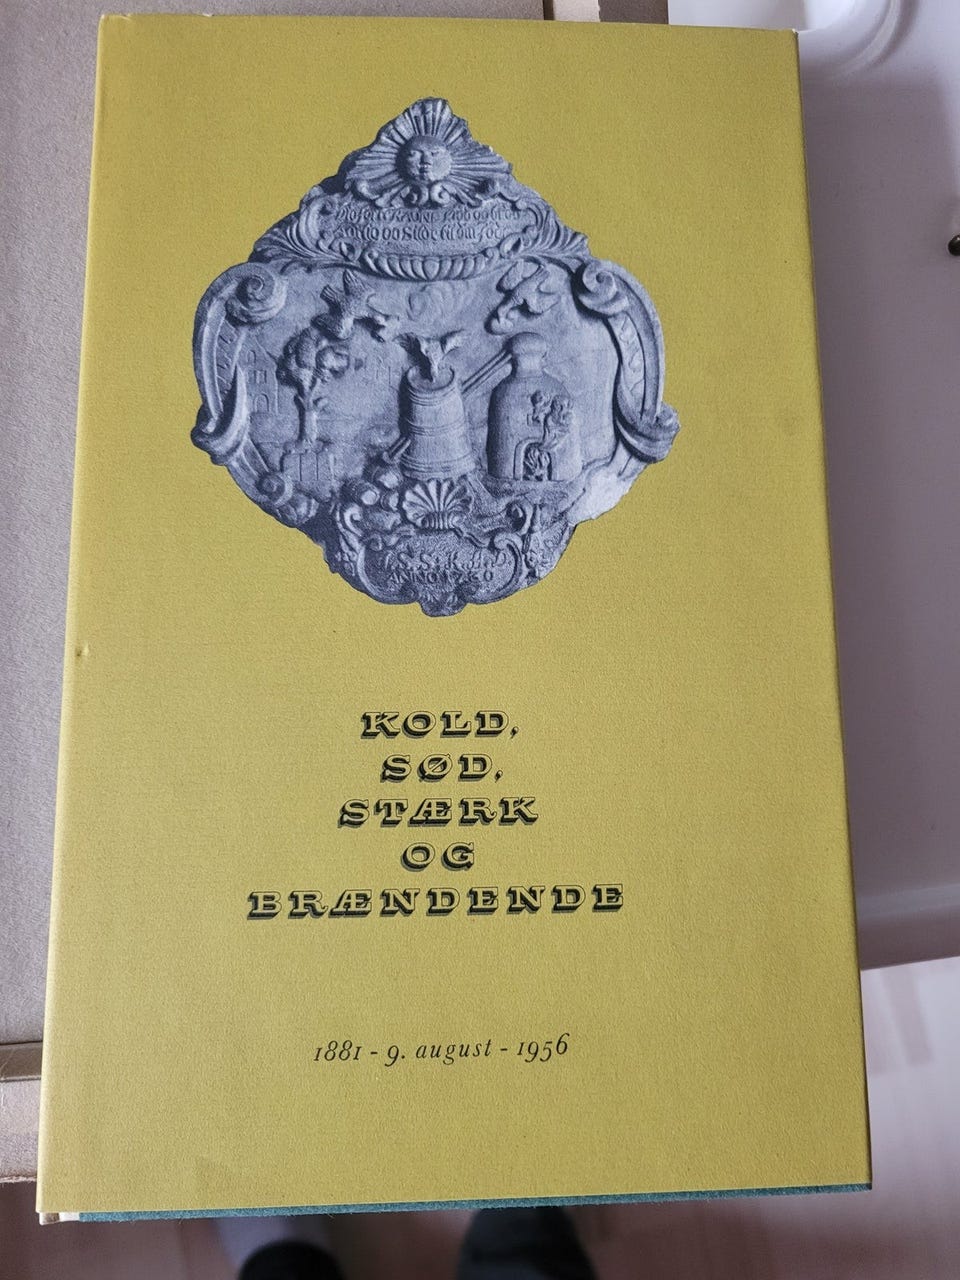 KOLD,
SØD,
STÆRK
OG
BRÆNDENDE
1881 - 9. august - 1956